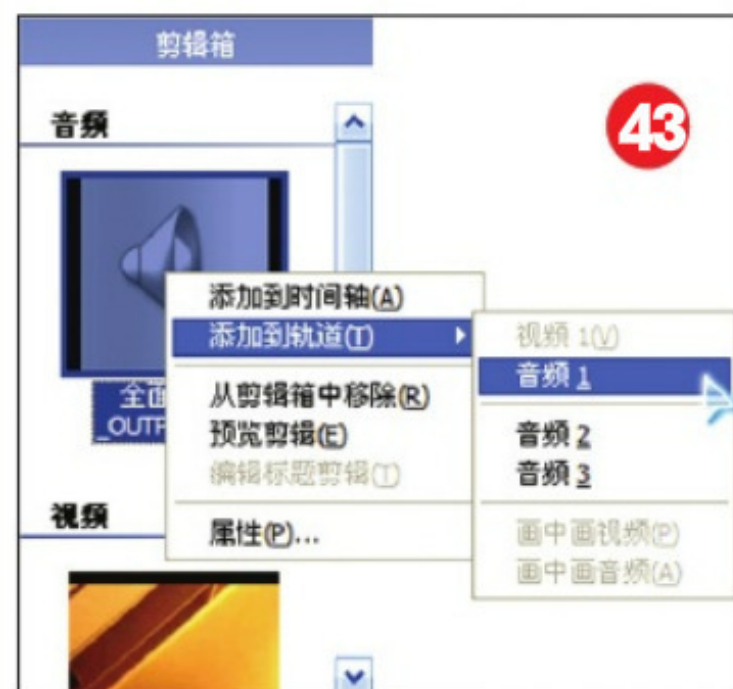 剪辑箱
43
音频
添加到时间轴(A)
添加到轨道(T)
视频 1(V)
音频 1
从剪辑箱中移除(R)
预览剪辑(E)
编辑标题剪辑(T)
音频 2
音频 3
属性(P)...
画中画视频(P)
画中画音频(A)
视频